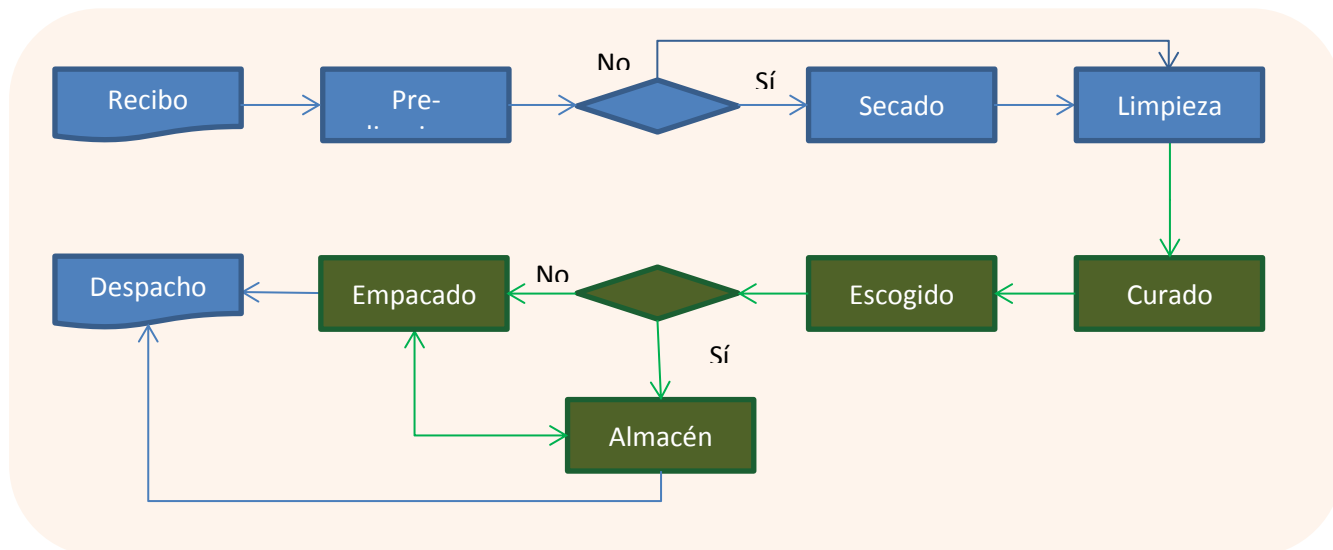 No
Sí
Recibo
Pre-
Secado
Limpieza
Despacho
Empacado
No
Escogido
Curado
Sí
Almacén